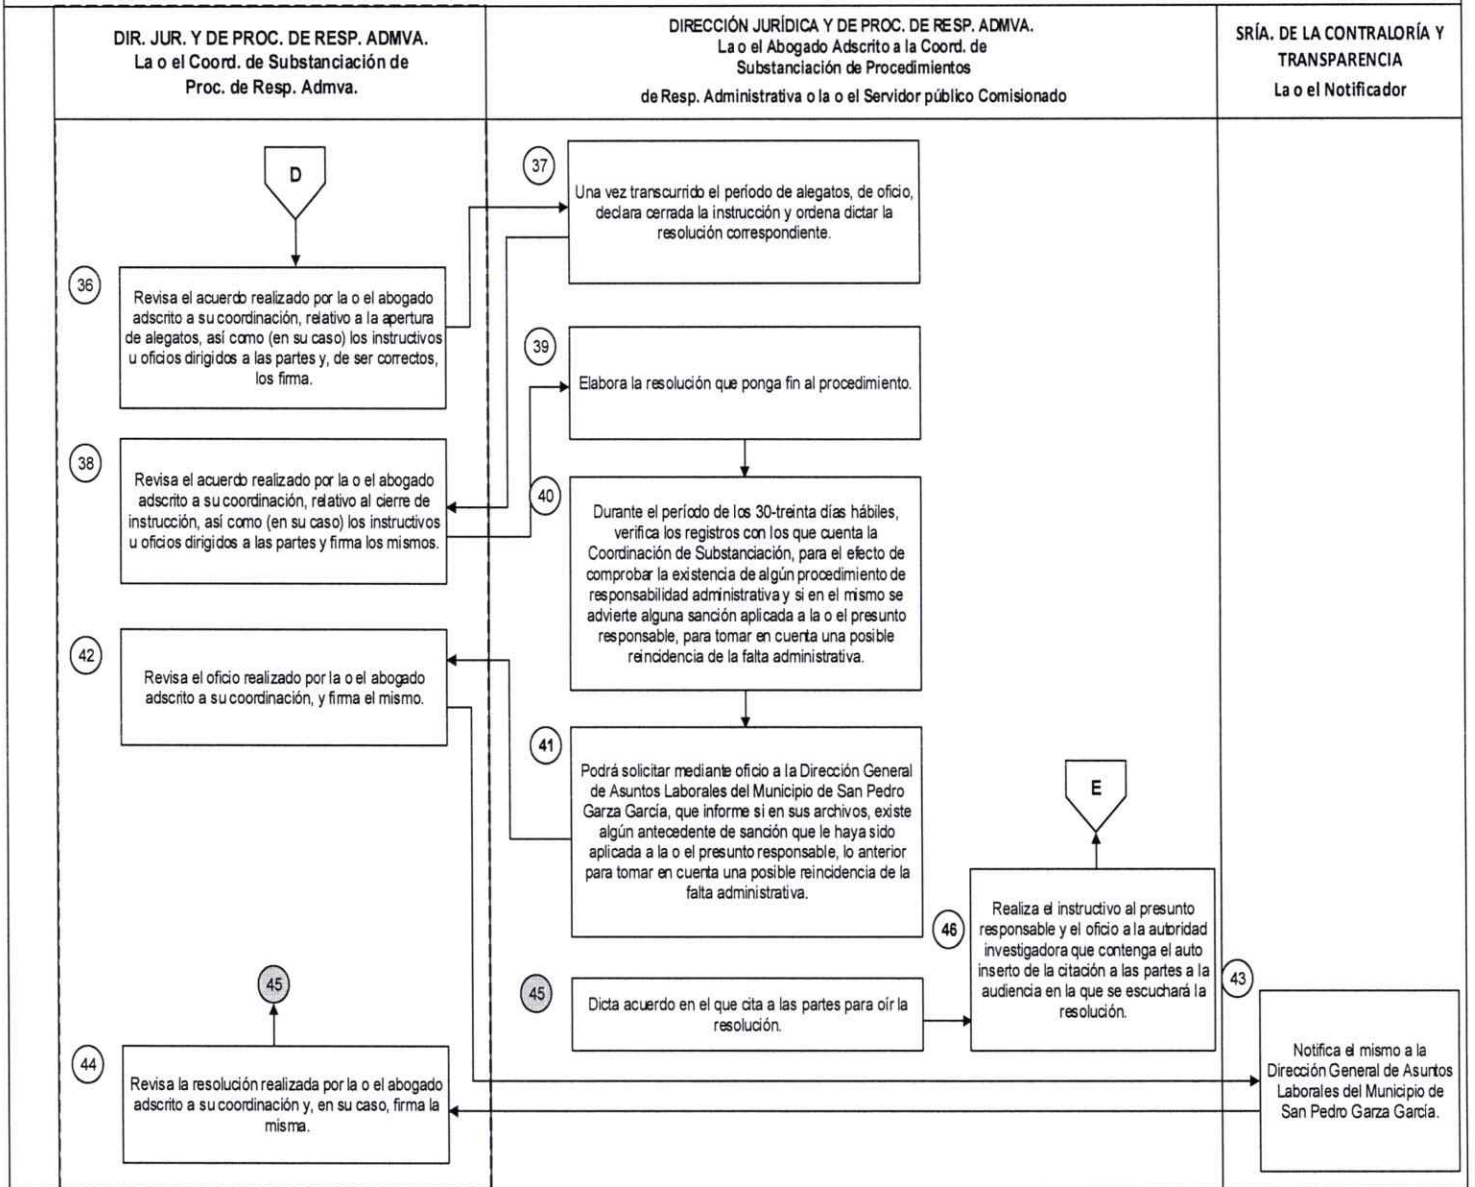 DIR. JUR. Y DE PROC. DE RESP. ADMVA.
La o el Coord. de Substanciación de
Proc. de Resp. Admva.
DIRECCIÓN JURÍDICA Y DE PROC. DE RESP. ADMVA.
La o el Abogado Adscrito a la Coord. de
Substanciación de Procedimientos
de Resp. Administrativa o la o el Servidor público Comisionado
SRÍA. DE LA CONTRALORÍA Y
TRANSPARENCIA
La o el Notificador
D
36
Revisa el acuerdo realizado por la o el abogado
adscrito a su coordinación, relativo a la apertura
de alegatos, así como (en su caso) los instructivos
u oficios dirigidos a las partes y, de ser correctos,
los firma.
37
Una vez transcurrido el período de alegatos, de oficio,
declara cerrada la instrucción y ordena dictar la
resolución correspondiente.
38
Revisa el acuerdo realizado por la o el abogado
adscrito a su coordinación, relativo al cierre de
instrucción, así como (en su caso) los instructivos
u oficios dirigidos a las partes y firma los mismos.
39
Elabora la resolución que ponga fin al procedimiento.
40
Durante el período de los 30-treinta días hábiles,
verifica los registros con los que cuenta la
Coordinación de Substanciación, para el efecto de
comprobar la existencia de algún procedimiento de
responsabilidad administrativa y si en el mismo se
advierte alguna sanción aplicada a la o el presunto
responsable, para tomar en cuenta una posible
reincidencia de la falta administrativa.
41
Podrá solicitar mediante oficio a la Dirección General
de Asuntos Laborales del Municipio de San Pedro
Garza García, que informe si en sus archivos, existe
algún antecedente de sanción que le haya sido
aplicada a la o el presunto responsable, lo anterior
para tomar en cuenta una posible reincidencia de la
falta administrativa.
42
Revisa el oficio realizado por la o el abogado
adscrito a su coordinación, y firma el mismo.
43
Notifica el mismo a la
Dirección General de Asuntos
Laborales del Municipio de
San Pedro Garza García.
44
Revisa la resolución realizada por la o el abogado
adscrito a su coordinación y, en su caso, firma la
misma.
45
45
Dicta acuerdo en el que cita a las partes para oír la
resolución.
46
Realiza el instructivo al presunto
responsable y el oficio a la autoridad
investigadora que contenga el auto
inserto de la citación a las partes a la
audiencia en la que se escuchará la
resolución.
E